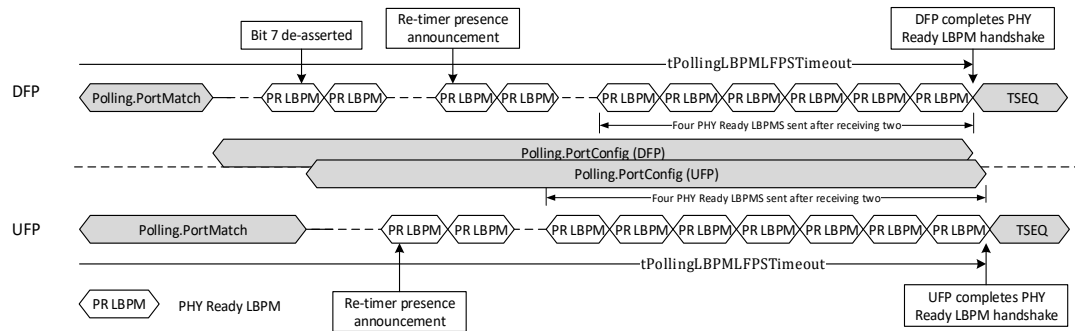 Bit 7 de-asserted
Re-timer presence
announcement
DFP completes PHY
Ready LBPM handshake
tPollingLBPMLFPSTimeout
DFP
Polling.PortMatch
PR LBPM PR LBPM PR LBPM PR LBPM PR LBPM PR LBPM PR LBPM PR LBPM PR LBPM PR LBPM
TSEQ
Four PHY Ready LBPMS sent after receiving two
Polling.PortConfig (DFP)
Polling.PortConfig (UFP)
Four PHY Ready LBPMS sent after receiving two
UFP
Polling.PortMatch
PR LBPM PR LBPM PR LBPM PR LBPM PR LBPM PR LBPM PR LBPM PR LBPM PR LBPM
TSEQ
tPollingLBPMLFPSTimeout
PR LBPM
PHY Ready LBPM
Re-timer presence
announcement
UFP completes PHY
Ready LBPM handshake